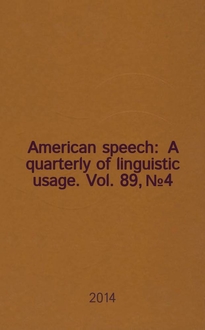 American speech: A
quarterly of linguistic
usage. Vol. 89, №4
2014